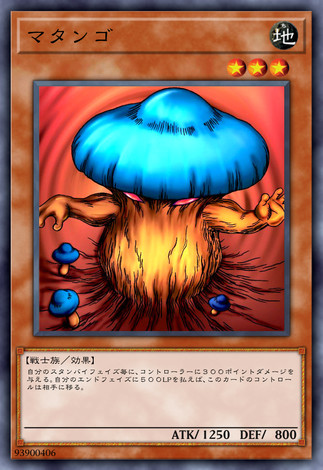 マタンゴ
地
【戦士族／効果】
自分のスタンバイフェイズ毎に、コントローラーに３００ポイントダメージを
与える。自分のエンドフェイズに５００LPを払えば、このカードのコントロー
ルは相手に移る。
ATK/ 1250 DEF/ 800
93900406